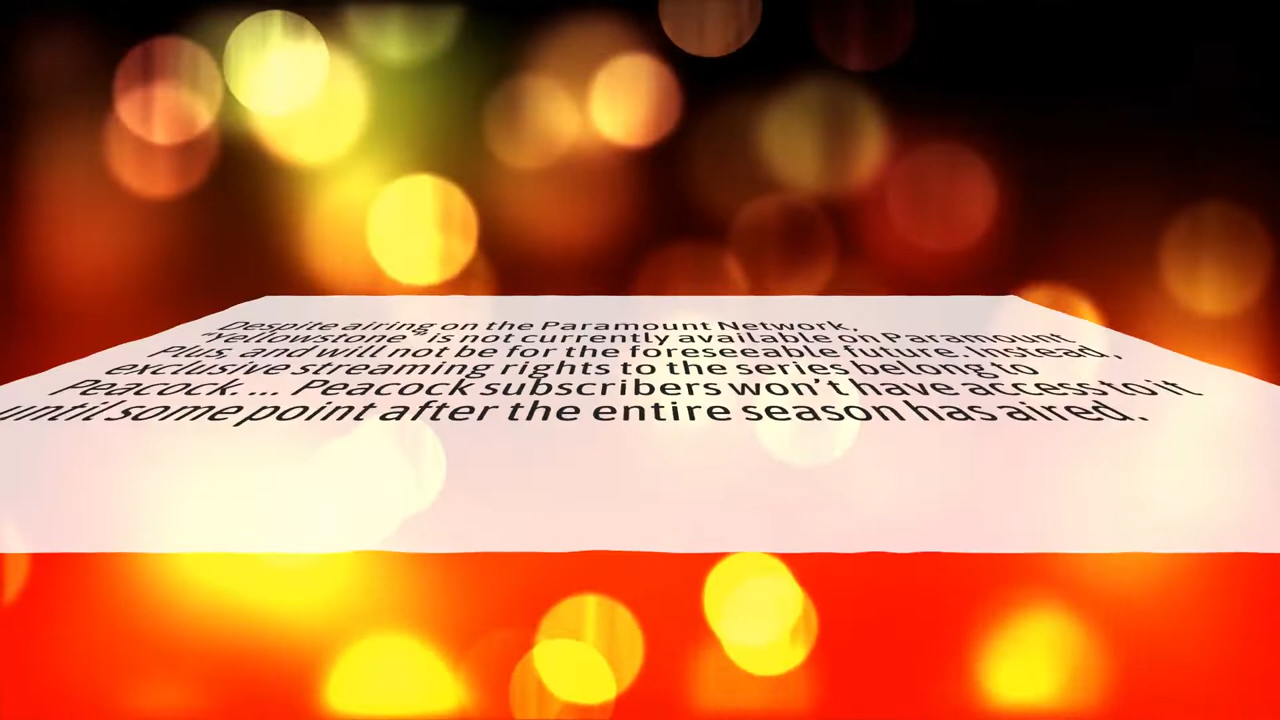 Despite airing on the Paramount Network,
“Yellowstone” is not currently available on Paramount
Plus, and will not be for the foreseeable future. Instead,
exclusive streaming rights to the series belong to
Peacock. ... Peacock subscribers won’t have access to it
until some point after the entire season has aired.